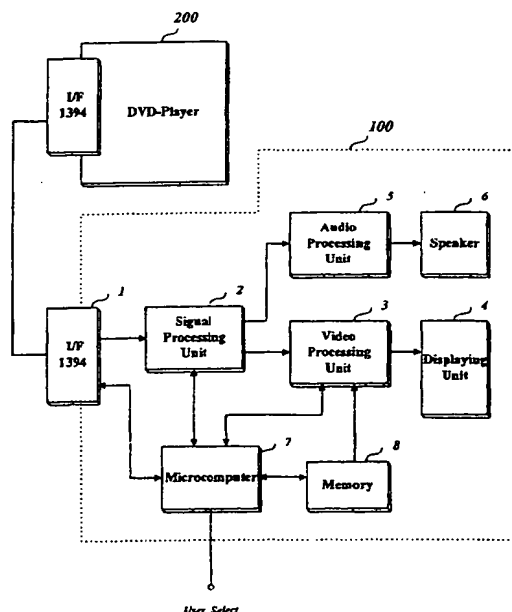 200
I/F
1394
DVD-Player
100
5
6
Audio
Processing
Unit
Speaker
1
2
3
4
I/F
1394
Signal
Processing
Unit
Video
Processing
Unit
Displaying
Unit
7
8
Microcomputer
Memory
User Select